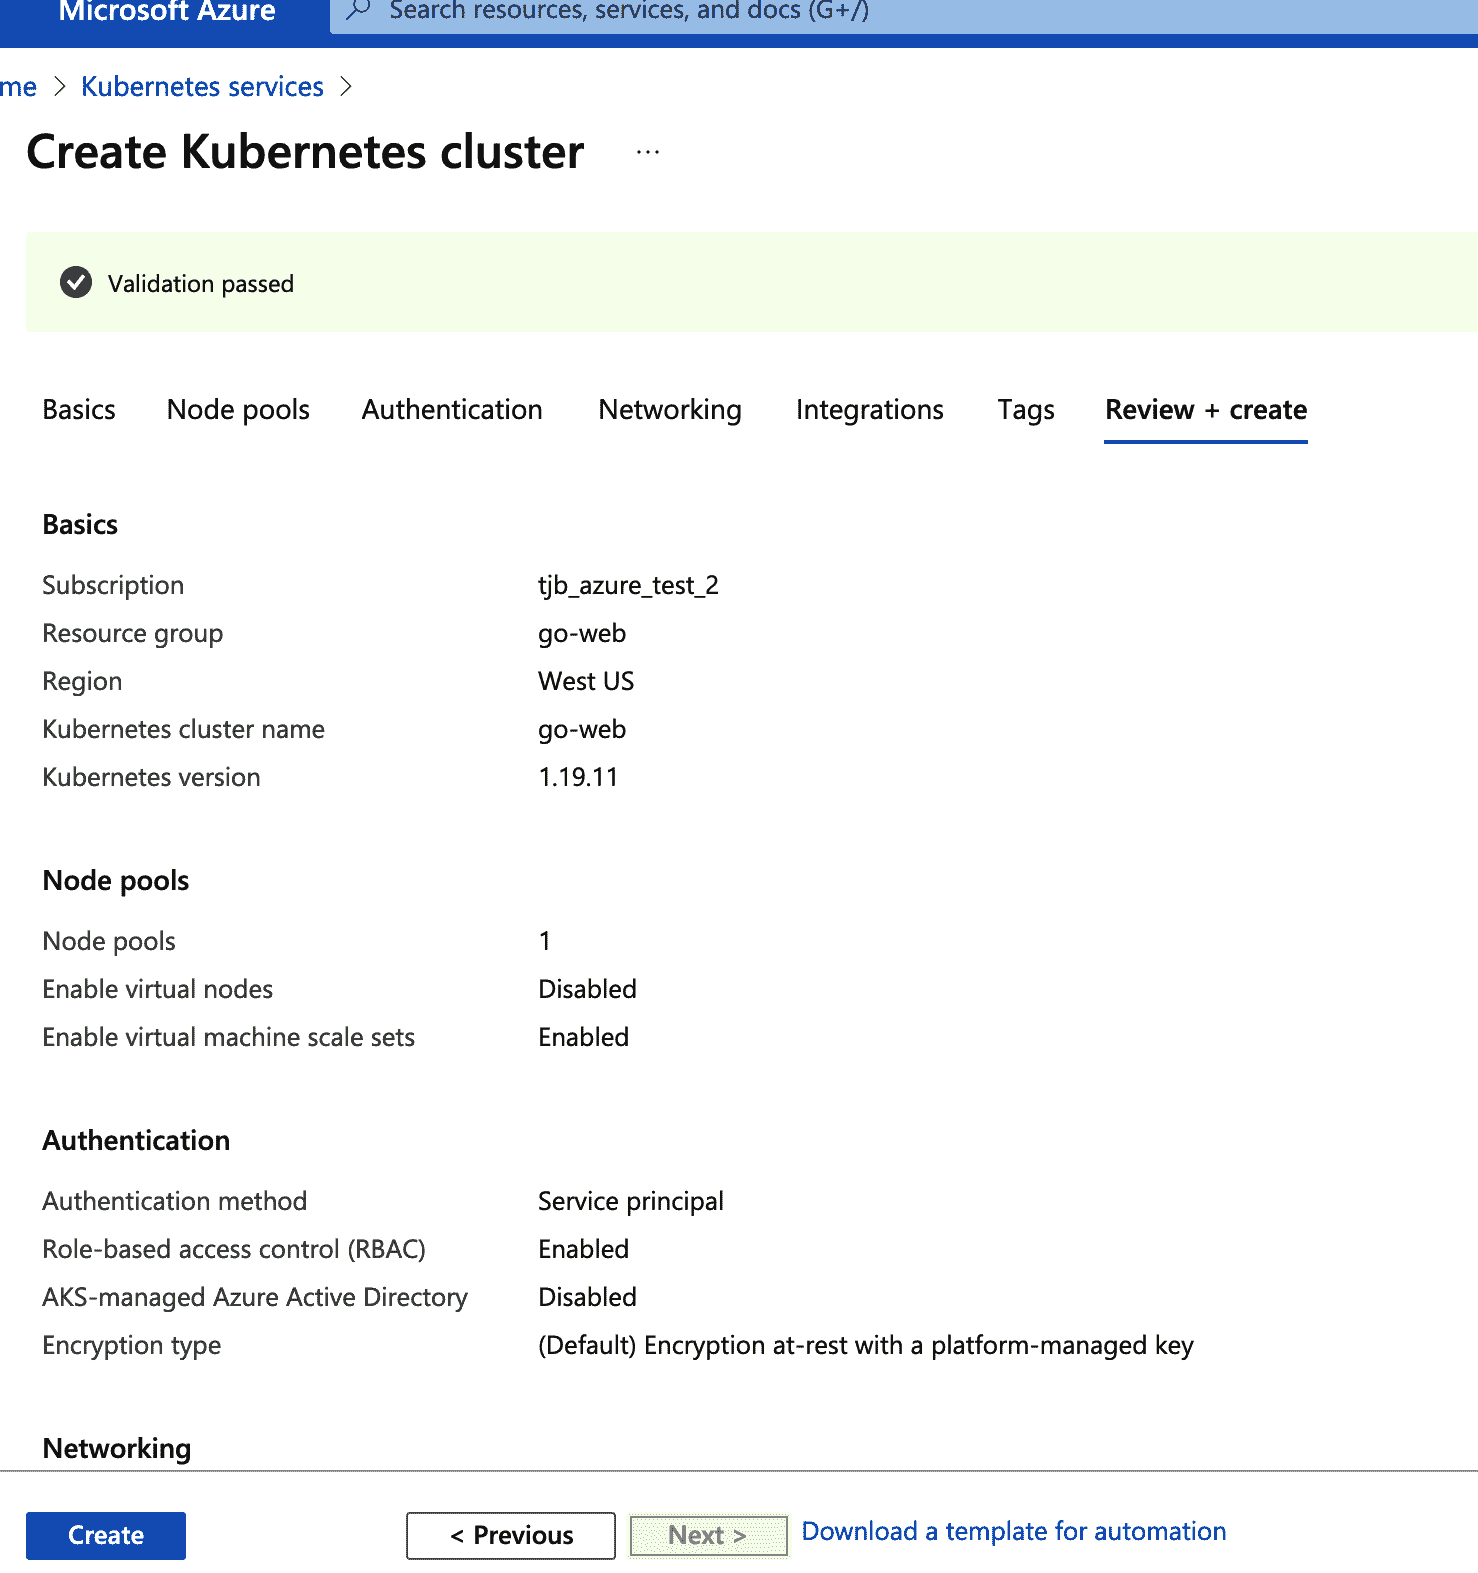 Microsoft Azure
Search resources, services, and docs (G+/)
me > Kubernetes services >
Create Kubernetes cluster ...
Validation passed
Basics Node pools Authentication Networking Integrations Tags Review + create
Basics
Subscription tjb_azure_test_2
Resource group go-web
Region West US
Kubernetes cluster name go-web
Kubernetes version 1.19.11
Node pools
Node pools 1
Enable virtual nodes Disabled
Enable virtual machine scale sets Enabled
Authentication
Authentication method Service principal
Role-based access control (RBAC) Enabled
AKS-managed Azure Active Directory Disabled
Encryption type (Default) Encryption at-rest with a platform-managed key
Networking
Create < Previous Next > Download a template for automation